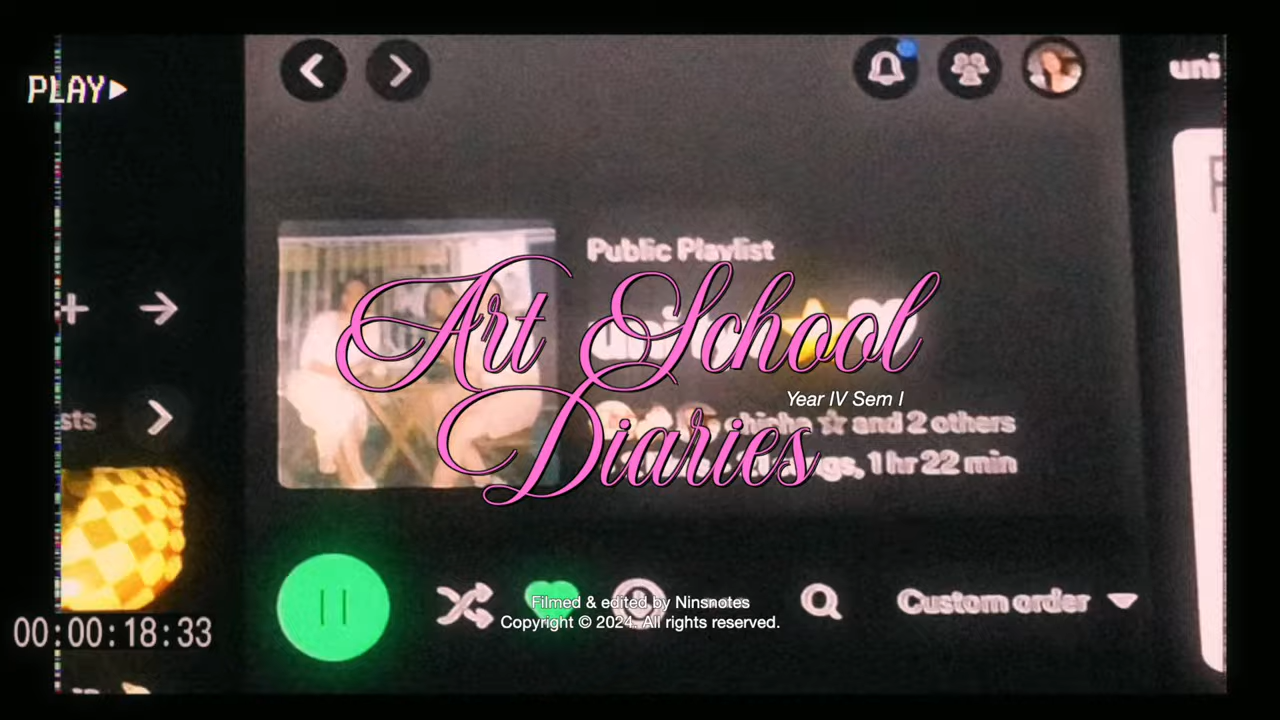 PLAY
uni
Public Playlist
Art School
Diaries
Year IV Sem I
and 2 others
1 hr 22 min
Filmed & edited by Ninsnotes
Copyright © 2024. All rights reserved.
Custom order
00:00:18:33